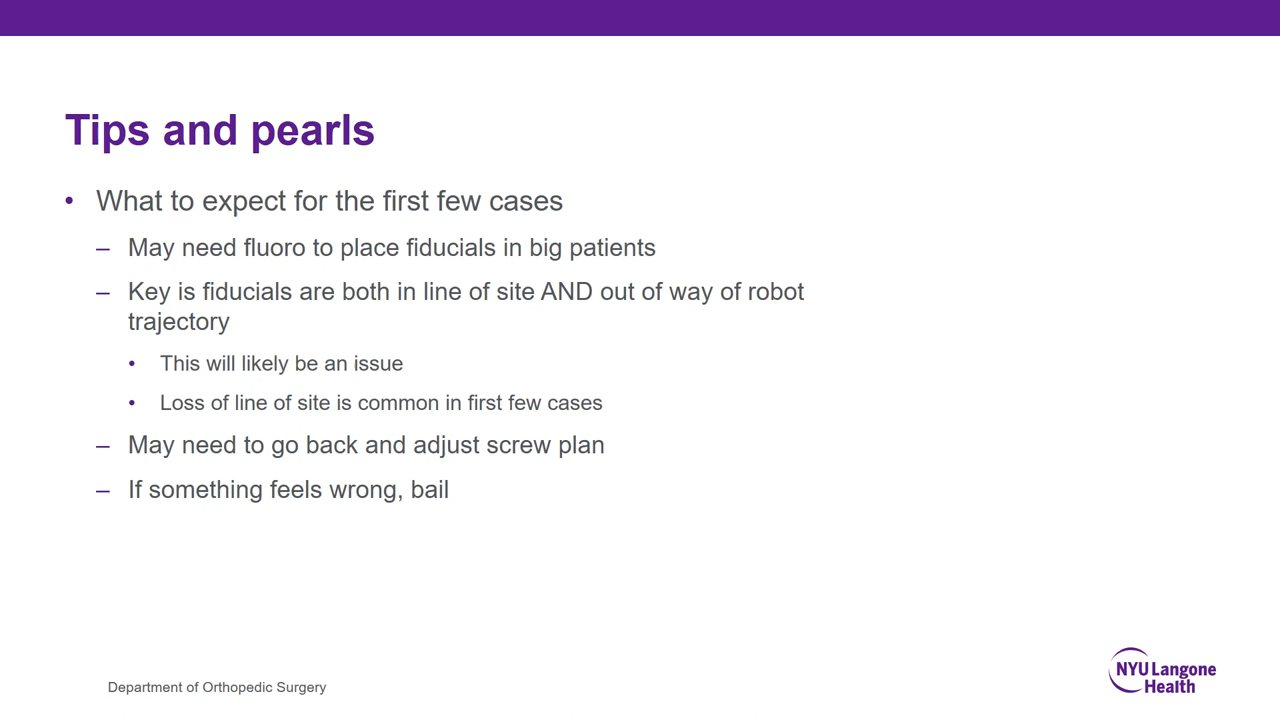 Tips and pearls
• What to expect for the first few cases
– May need fluoro to place fiducials in big patients
– Key is fiducials are both in line of site AND out of way of robot
trajectory
• This will likely be an issue
• Loss of line of site is common in first few cases
– May need to go back and adjust screw plan
– If something feels wrong, bail
Department of Orthopedic Surgery
NYU Langone
Health